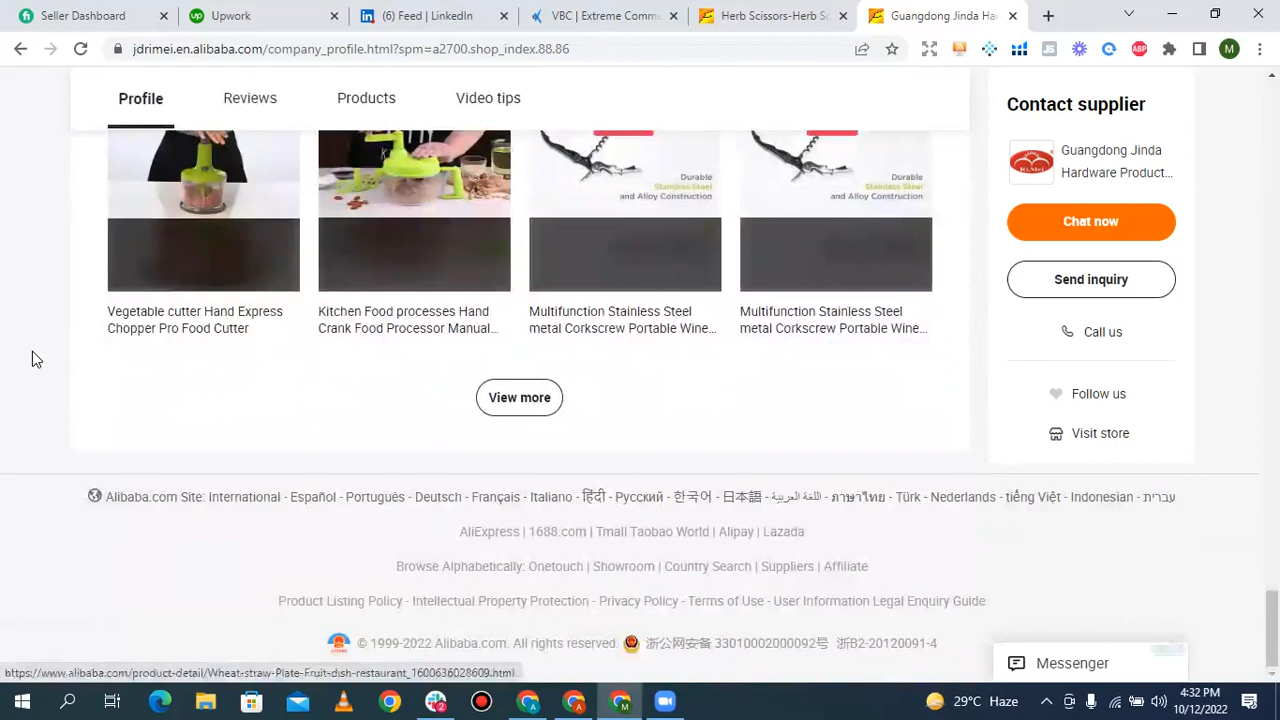 Seller Dashboard
Upwork
(6) Feed | LinkedIn
VBC | Extreme Comme
Herb Scissors-Herb Sc
Guangdong Jinda Har
jdrimei.en.alibaba.com/company_profile.html?spm=a2700.shop_index.88.86
Profile
Reviews
Products
Video tips
Contact supplier
Guangdong Jinda
Hardware Product...
Durable
Stainless Steel
and Alloy Construction
Durable
Stainless Steel
and Alloy Construction
Chat now
Send inquiry
Vegetable cutter Hand Express
Chopper Pro Food Cutter
Kitchen Food processes Hand
Crank Food Processor Manual...
Multifunction Stainless Steel
metal Corkscrew Portable Wine...
Multifunction Stainless Steel
metal Corkscrew Portable Wine...
Call us
View more
Follow us
Visit store
Alibaba.com Site: International - Español - Português - Deutsch - Français - Italiano - हिंदी - Русский - 한국어 - 日本語 - اللغة العربية - ภาษาไทย - Türk - Nederlands - tiếng Việt - Indonesian - עברית
AliExpress | 1688.com | Tmall Taobao World | Alipay | Lazada
Browse Alphabetically: Onetouch | Showroom | Country Search | Suppliers | Affiliate
Product Listing Policy - Intellectual Property Protection - Privacy Policy - Terms of Use - User Information Legal Enquiry Guide
© 1999-2022 Alibaba.com. All rights reserved. 浙公网安备 33010002000092号 浙B2-20120091-4
Messenger
https://www.alibaba.com/product-detail/Wheat-straw-Plate-Fruit-dish-restaurant_1600636028609.html
29°C Haze
4:32 PM
10/12/2022